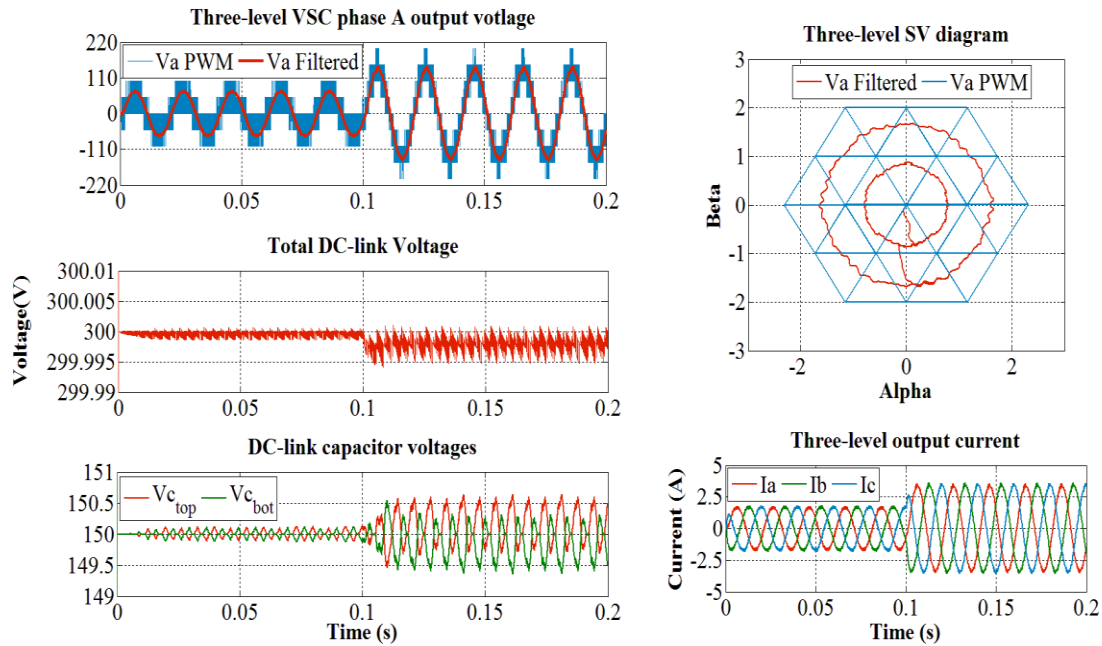 Three-level VSC phase A output votlage
220
110
0
-110
-220
Va PWM
Va Filtered
0
0.05
0.1
0.15
0.2
Total DC-link Voltage
Voltage(V)
300.01
300.005
300
299.995
299.99
0
0.05
0.1
0.15
0.2
DC-link capacitor voltages
151
150.5
150
149.5
149
Vc top
Vc bot
0
0.05
0.1
0.15
0.2
Time (s)
Three-level SV diagram
Beta
3
2
1
0
-1
-2
-3
Va Filtered
Va PWM
-2
0
2
Alpha
Three-level output current
Current (A)
5
2.5
0
-2.5
-5
Ia
Ib
Ic
0
0.05
0.1
0.15
0.2
Time (s)